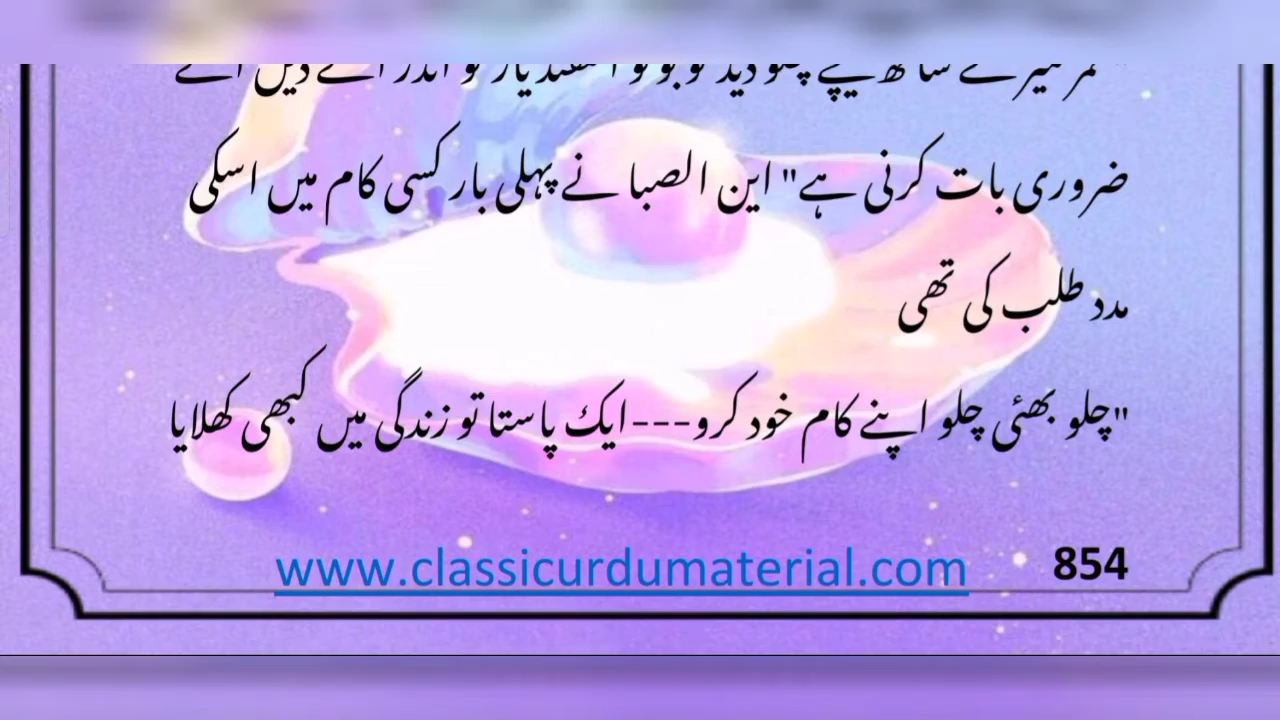 ضروری بات کرنی ہے" این الصبا نے پہلی بار کسی کام میں اسکی
مدد طلب کی تھی
"چلو بھئی چلو اپنے کام خود کرو---ایک پاستا تو زندگی میں کبھی کھلایا
www.classicurdumaterial.com 854